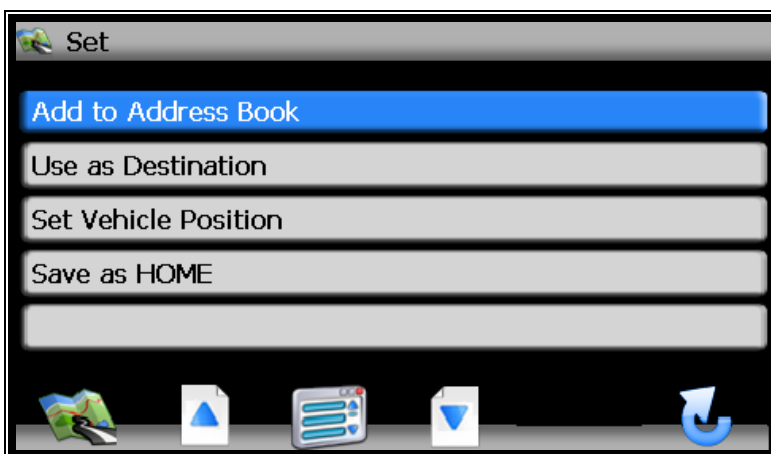 Set
Add to Address Book
Use as Destination
Set Vehicle Position
Save as HOME